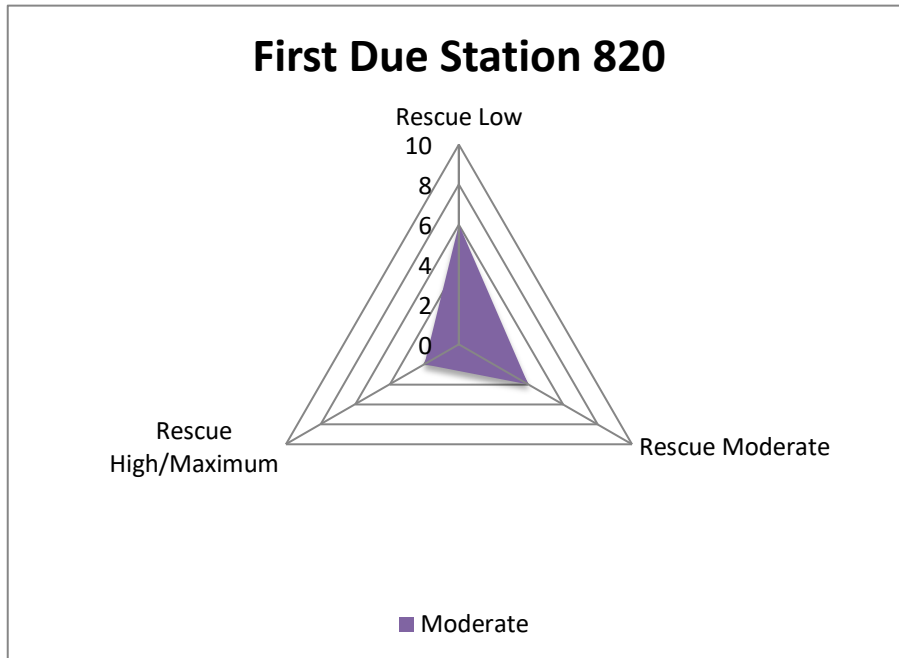 First Due Station 820
Rescue Low
10
8
6
4
2
0
Rescue
High/Maximum
Rescue Moderate
Moderate